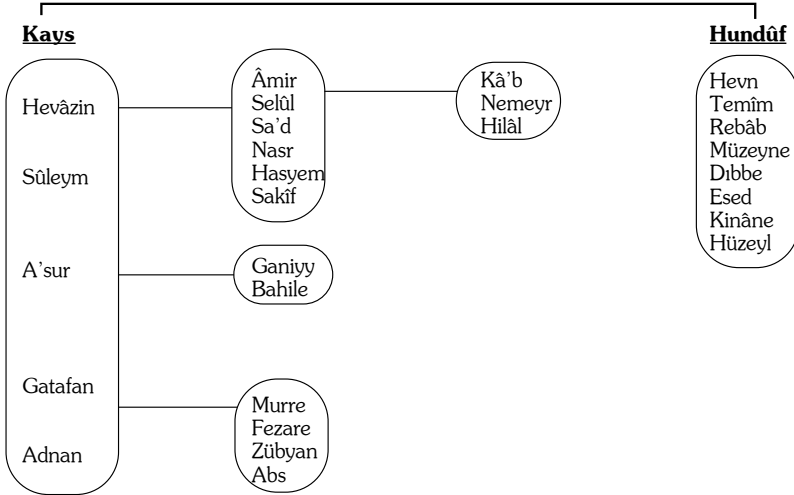 Kays
Hevâzin
Sûleym
A'sur
Gatafan
Adnan
Âmir
Selûl
Sa'd
Nasr
Hasyem
Sakîf
Ganiyy
Bahile
Murre
Fezare
Zübyan
Abs
Kâ'b
Nemeyr
Hilâl
Hundûf
Hevn
Temîm
Rebâb
Müzeyne
Dıbbe
Esed
Kinâne
Hüzeyl